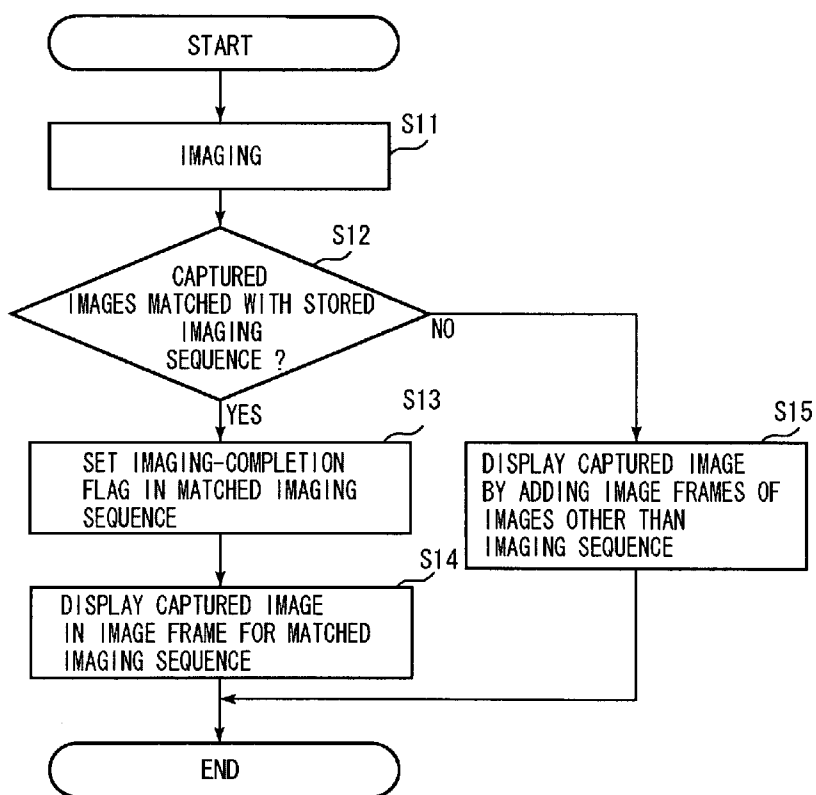 START
S11
IMAGING
S12
CAPTURED
IMAGES MATCHED WITH STORED
IMAGING
SEQUENCE ?
NO
YES
S13
SET IMAGING-COMPLETION
FLAG IN MATCHED IMAGING
SEQUENCE
S15
DISPLAY CAPTURED IMAGE
BY ADDING IMAGE FRAMES OF
IMAGES OTHER THAN
IMAGING SEQUENCE
S14
DISPLAY CAPTURED IMAGE
IN IMAGE FRAME FOR MATCHED
IMAGING SEQUENCE
END